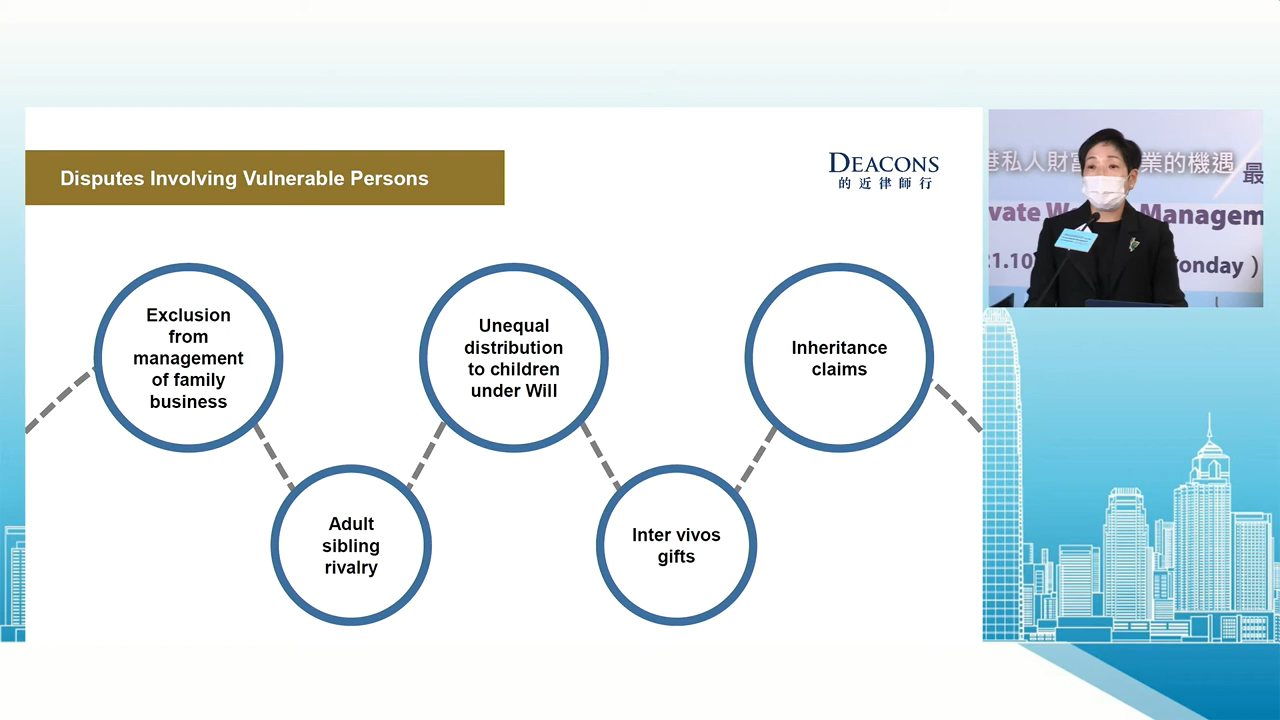 Disputes Involving Vulnerable Persons
DEACONS
的近律師行
Exclusion
from
management
of family
business
Adult
sibling
rivalry
Unequal
distribution
to children
under Will
Inter vivos
gifts
Inheritance
claims
港私人財富 業的機遇
最
Managem
21.10
onday )